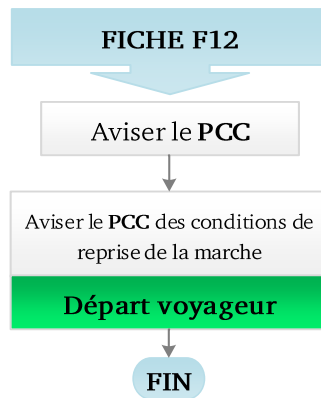 FICHE F12
Aviser le PCC
Aviser le PCC des conditions de
reprise de la marche
Départ voyageur
FIN